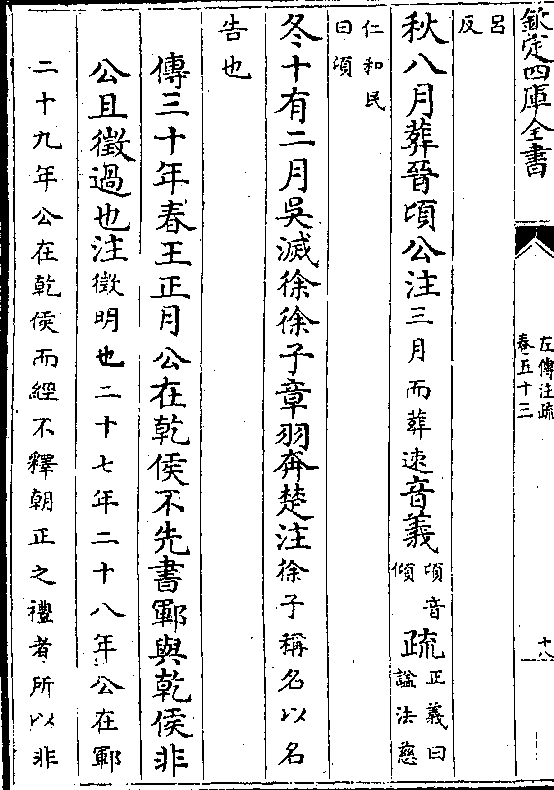 欽定四庫全書
左傳注疏
卷五十三
十八
呂
反
秋八月葬晉頃公注三月而葬速音義頃音傾疏正義曰諡法慈
仁和民
曰頃
冬十有二月吳滅徐徐子章羽奔楚注徐子稱名以名
告也
傳三十年春王正月公在乾侯不先書鄆與乾侯非
公且徵過也注徵明也二十七年二十八年公在鄆
二十九年公在乾侯而經不釋朝正之禮者所以非